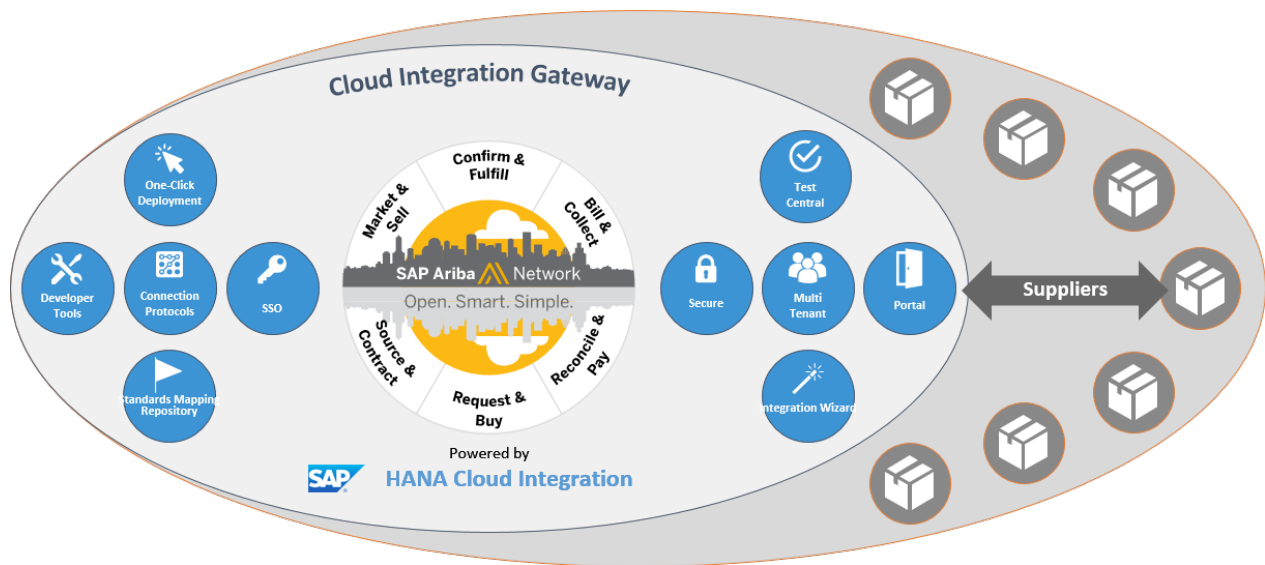 Cloud Integration Gateway
One-Click
Deployment
Developer
Tools
Connection
Protocols
SSO
Standards Mapping
Repository
Confirm &
Fulfill
Market &
Sell
Bill &
Collect
SAP Ariba Network
Open. Smart. Simple.
Source &
Contract
Reconcile &
Pay
Request &
Buy
Test
Central
Secure
Multi
Tenant
Portal
Integration Wizard
Suppliers
Powered by
SAP
HANA Cloud Integration